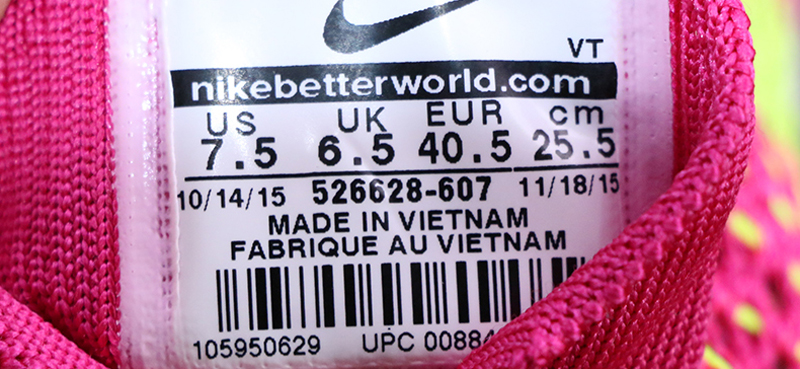 VT
nikebetterworld.com
US UK EUR cm
7.5 6.5 40.5 25.5
10/14/15 526628-607 11/18/15
MADE IN VIETNAM
FABRIQUE AU VIETNAM
105950629 UPC 00884